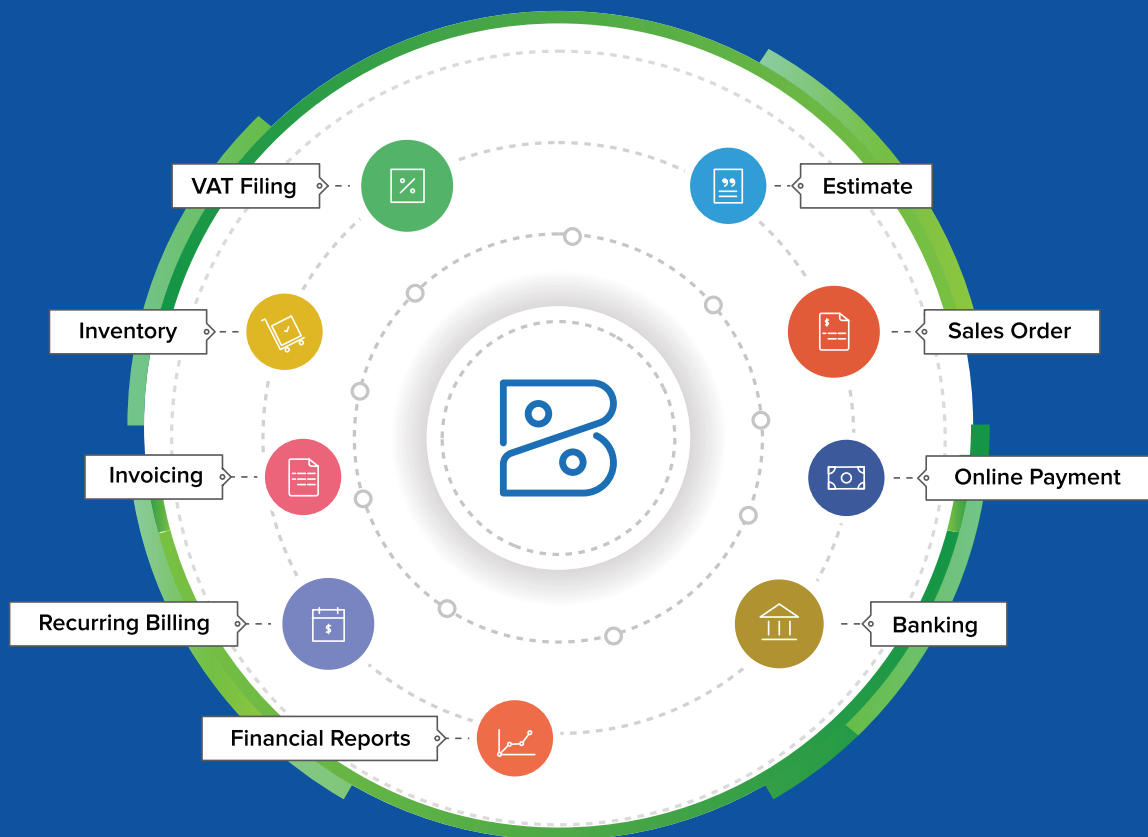 VAT Filing
Estimate
Inventory
Sales Order
Invoicing
Online Payment
Recurring Billing
Banking
Financial Reports